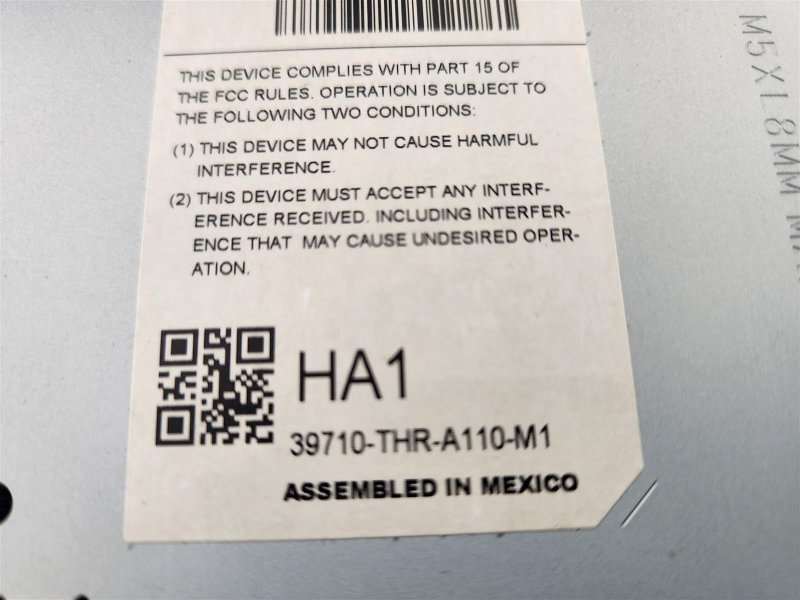 THIS DEVICE COMPLIES WITH PART 15 OF
THE FCC RULES. OPERATION IS SUBJECT TO
THE FOLLOWING TWO CONDITIONS:
(1) THIS DEVICE MAY NOT CAUSE HARMFUL
INTERFERENCE.
(2) THIS DEVICE MUST ACCEPT ANY INTERF-
ERENCE RECEIVED. INCLUDING INTERFER-
ENCE THAT MAY CAUSE UNDESIRED OPER-
ATION.
HA1
39710-THR-A110-M1
ASSEMBLED IN MEXICO
M5XL8MM